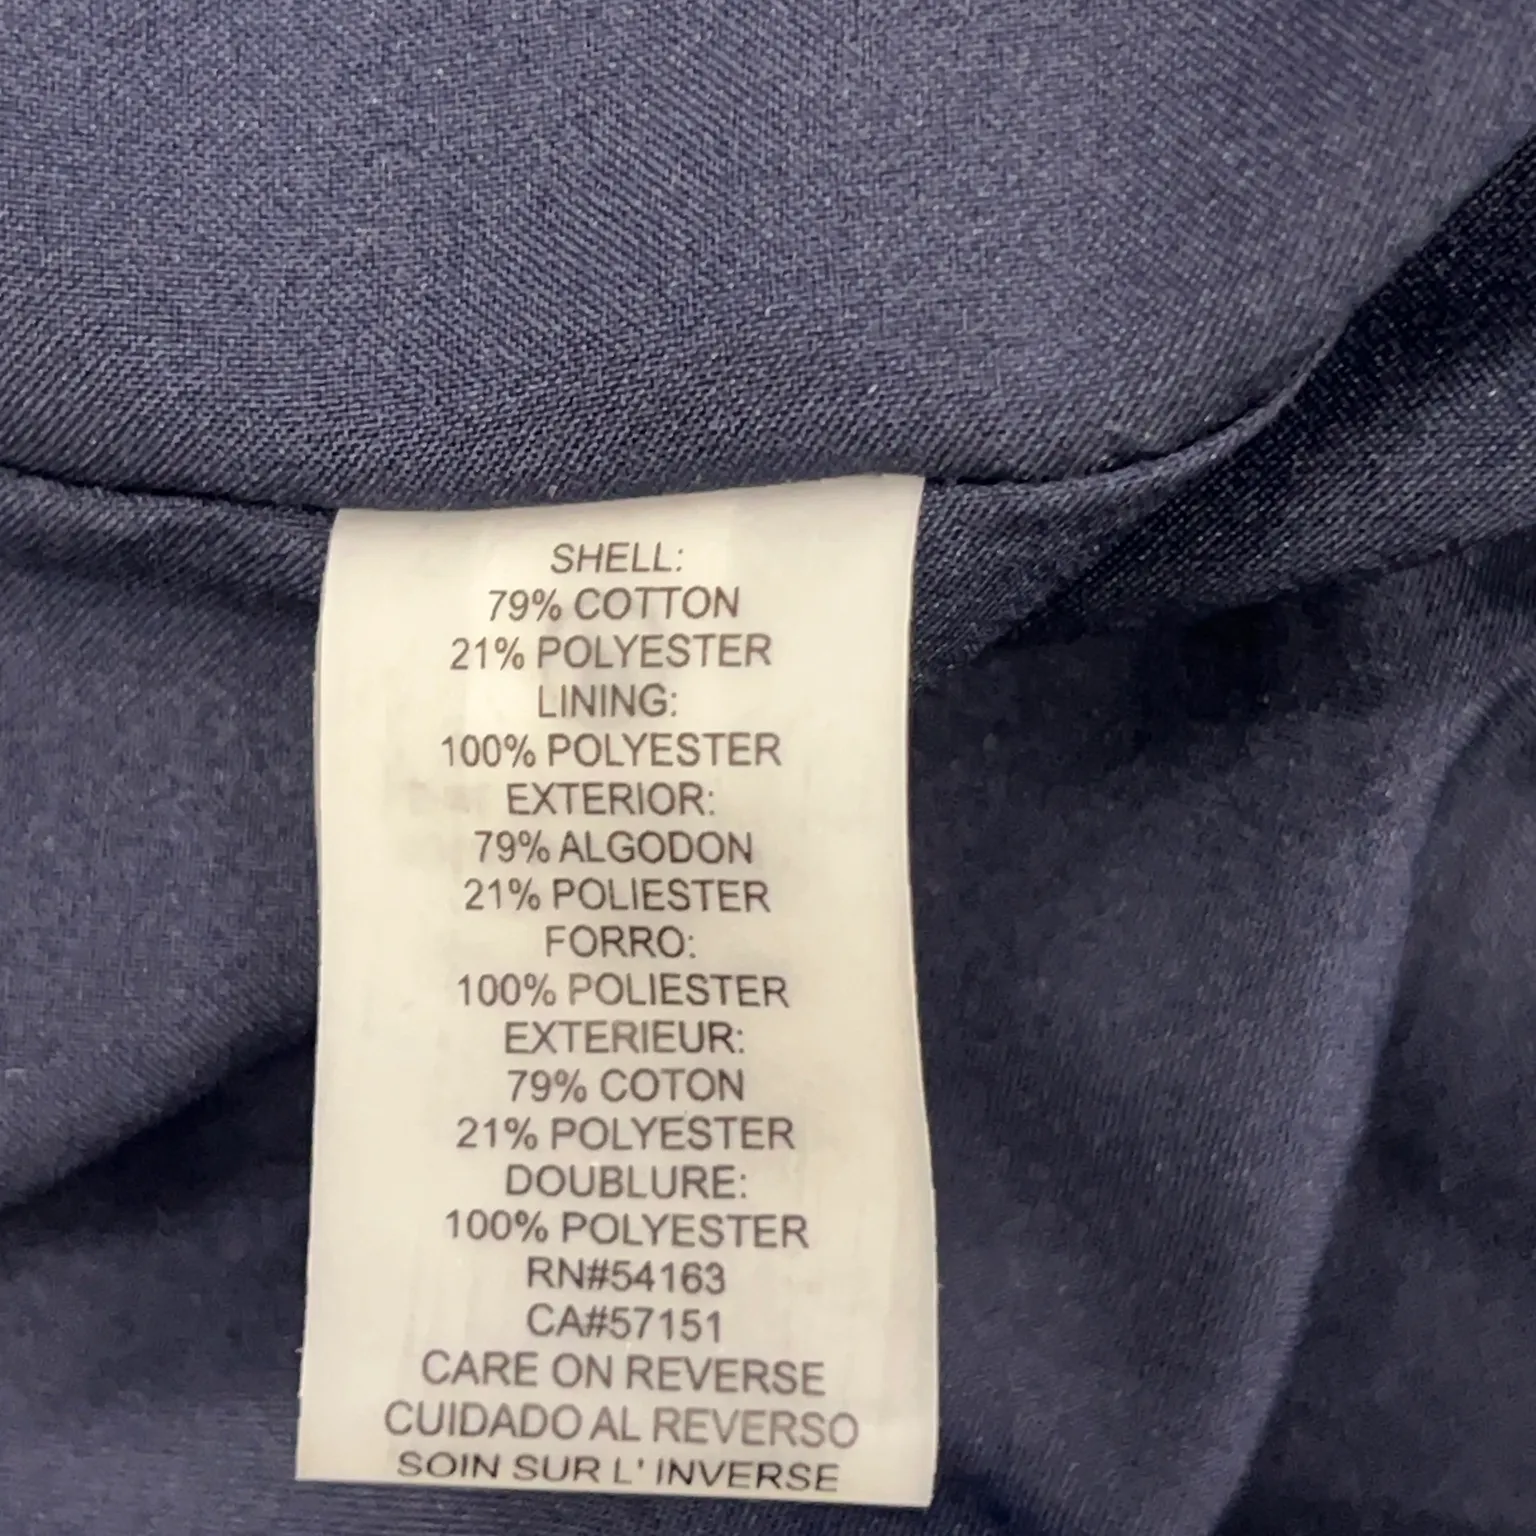 SHELL:
79% COTTON
21% POLYESTER
LINING:
100% POLYESTER
EXTERIOR:
79% ALGODON
21% POLIESTER
FORRO:
100% POLIESTER
EXTERIEUR:
79% COTON
21% POLYESTER
DOUBLURE:
100% POLYESTER
RN#54163
CA#57151
CARE ON REVERSE
CUIDADO AL REVERSO
SOIN SUR L' INVERSE